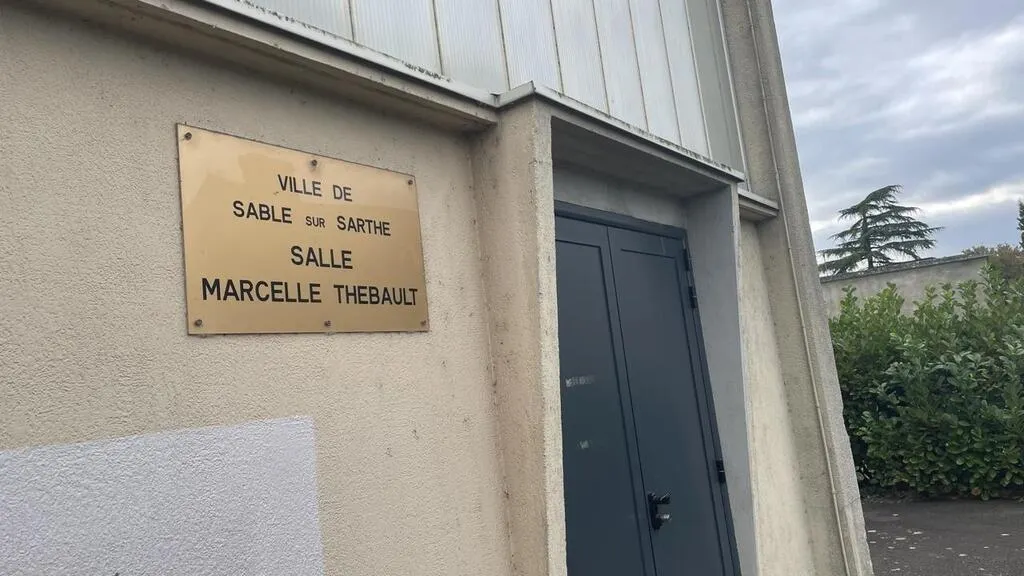 VILLE DE
SABLE SUR SARTHE
SALLE
MARCELLE THEBAULT